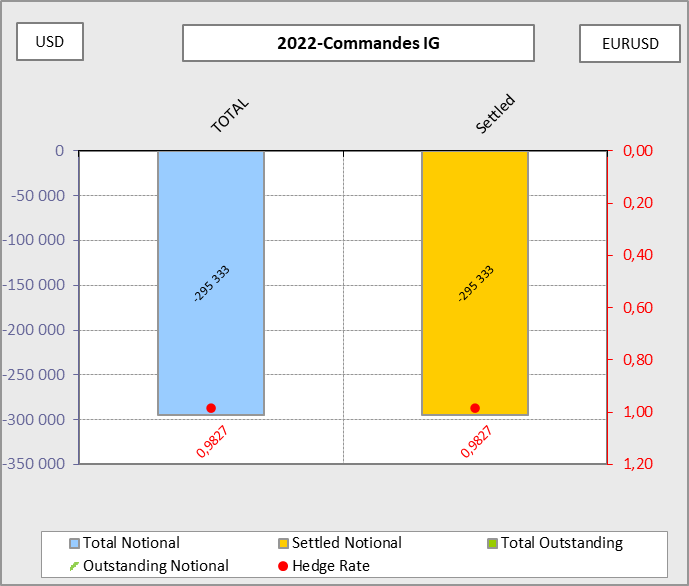 USD
2022-Commandes IG
EURUSD
TOTAL
Settled
0
0,00
-50 000
0,20
-100 000
0,40
-150 000
0,60
-200 000
0,80
-250 000
1,00
-300 000
1,20
-350 000
-295 333
-295 333
0,9827
0,9827
Total Notional
Settled Notional
Total Outstanding
Outstanding Notional
Hedge Rate